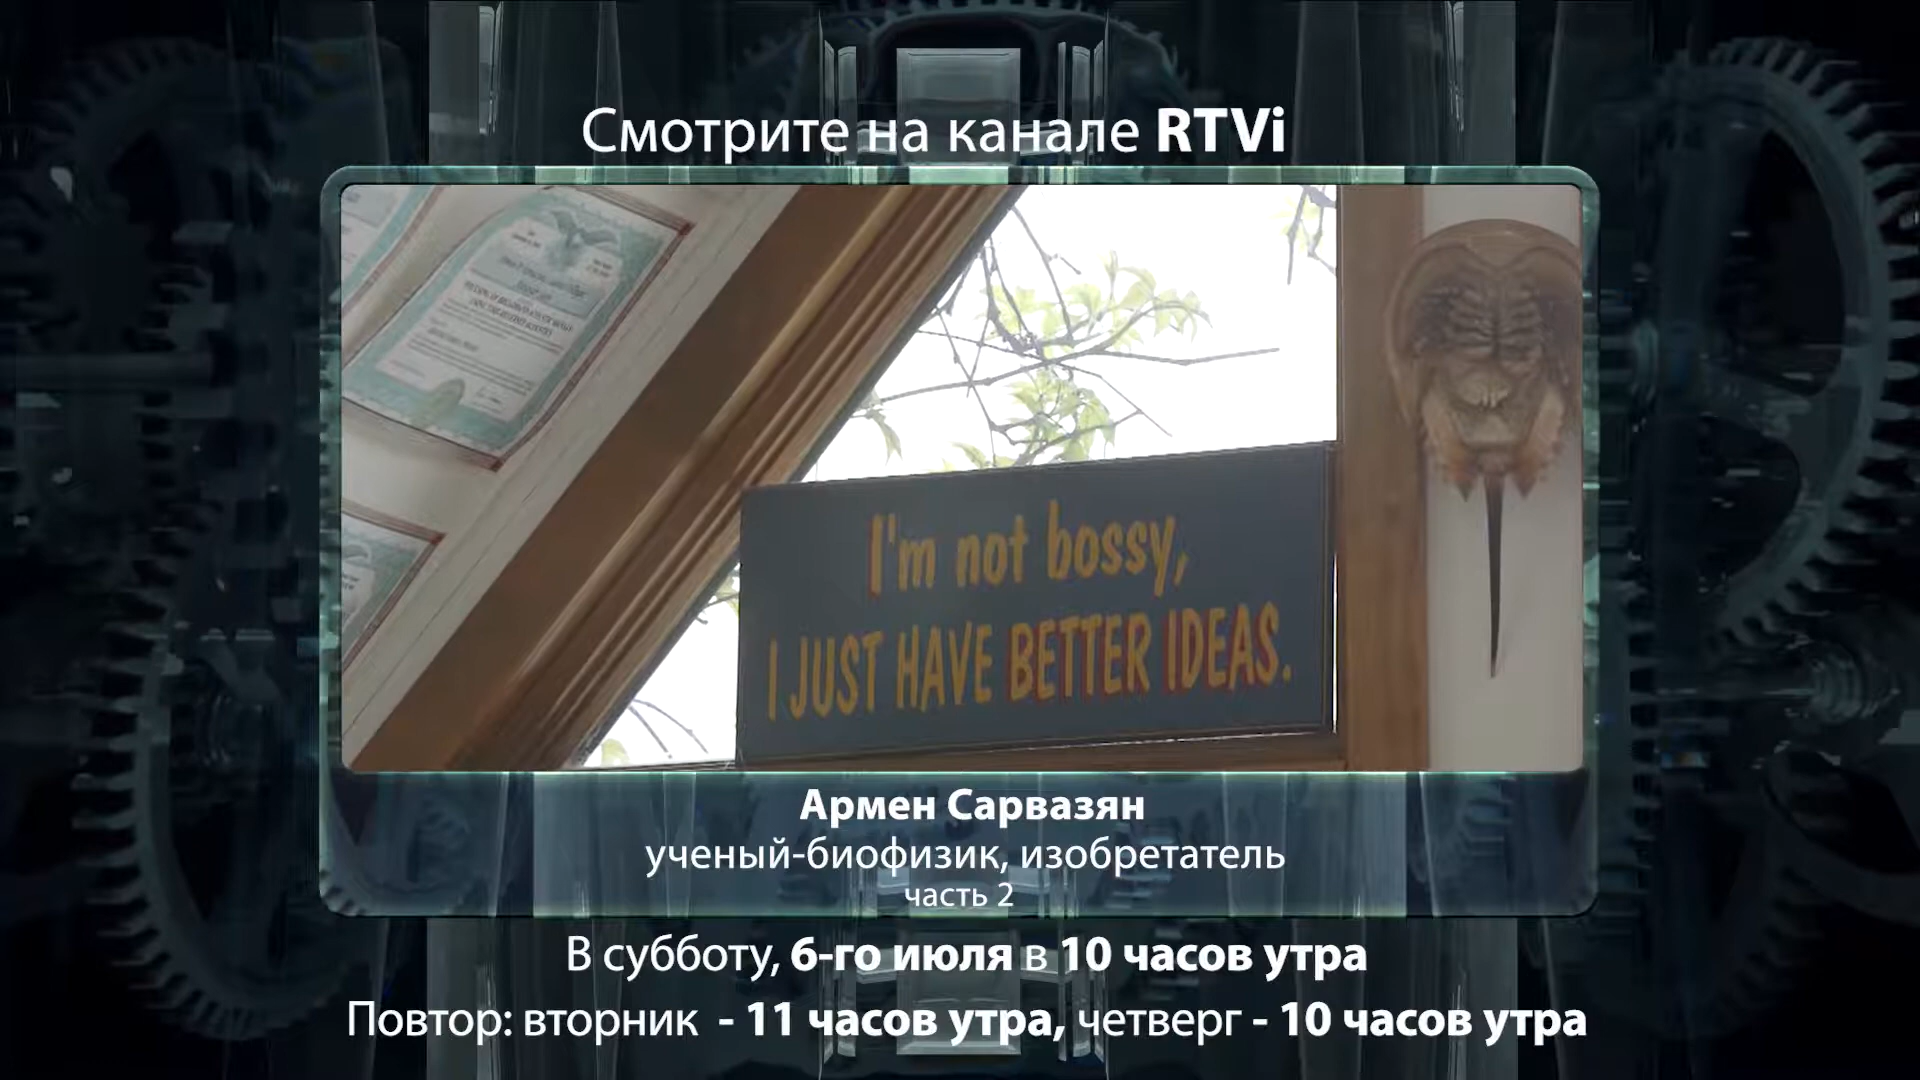 Смотрите на канале RTVi
I'm not bossy,
I JUST HAVE BETTER IDEAS.
Армен Сарвазян
ученый-биофизик, изобретатель
часть 2
В субботу, 6-го июля в 10 часов утра
Повтор: вторник - 11 часов утра, четверг - 10 часов утра